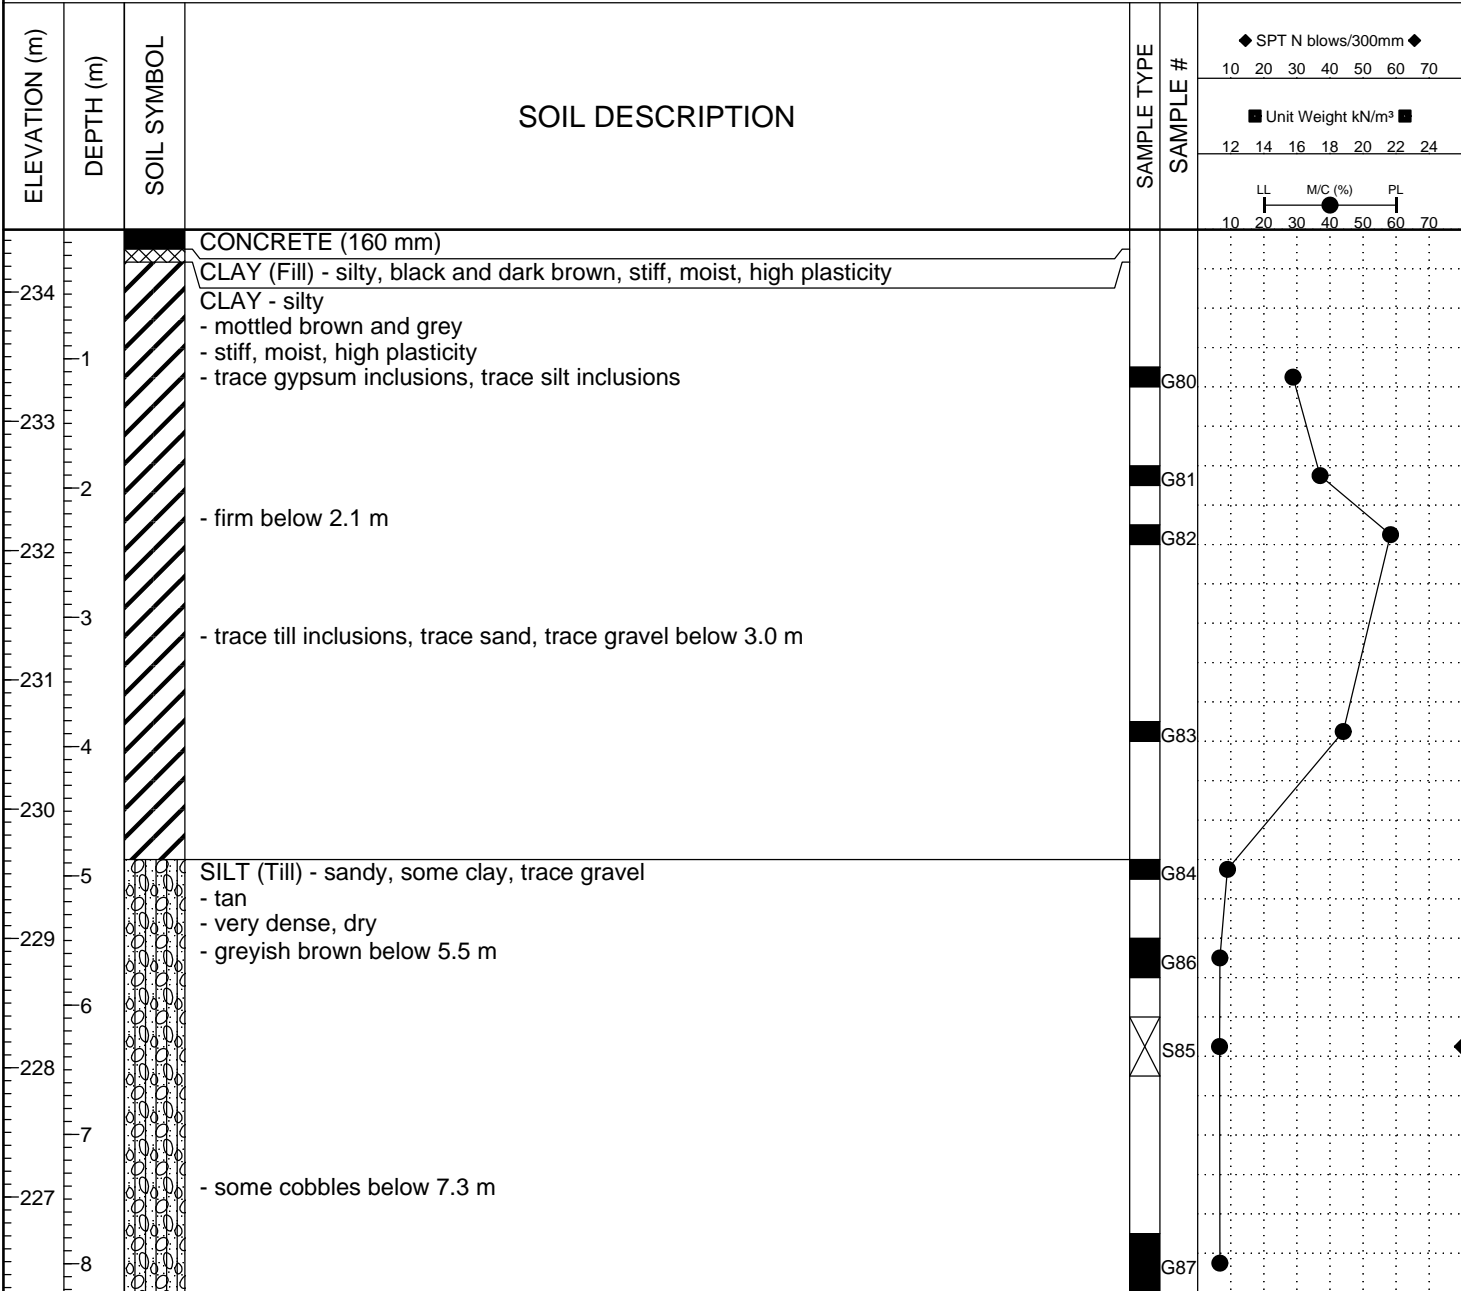 ELEVATION (m)
DEPTH (m)
SOIL SYMBOL
SOIL DESCRIPTION
SAMPLE TYPE
SAMPLE #
SPT N blows/300mm
10 20 30 40 50 60 70
Unit Weight kN/m³
12 14 16 18 20 22 24
LL M/C (%) PL
10 20 30 40 50 60 70
CONCRETE (160 mm)
CLAY (Fill) - silty, black and dark brown, stiff, moist, high plasticity
234
CLAY - silty
- mottled brown and grey
1
- stiff, moist, high plasticity
- trace gypsum inclusions, trace silt inclusions
G80
233
G81
2
- firm below 2.1 m
G82
232
3
- trace till inclusions, trace sand, trace gravel below 3.0 m
231
G83
4
230
5
SILT (Till) - sandy, some clay, trace gravel
G84
- tan
- very dense, dry
229
- greyish brown below 5.5 m
G86
6
S85
228
7
- some cobbles below 7.3 m
227
8
G87